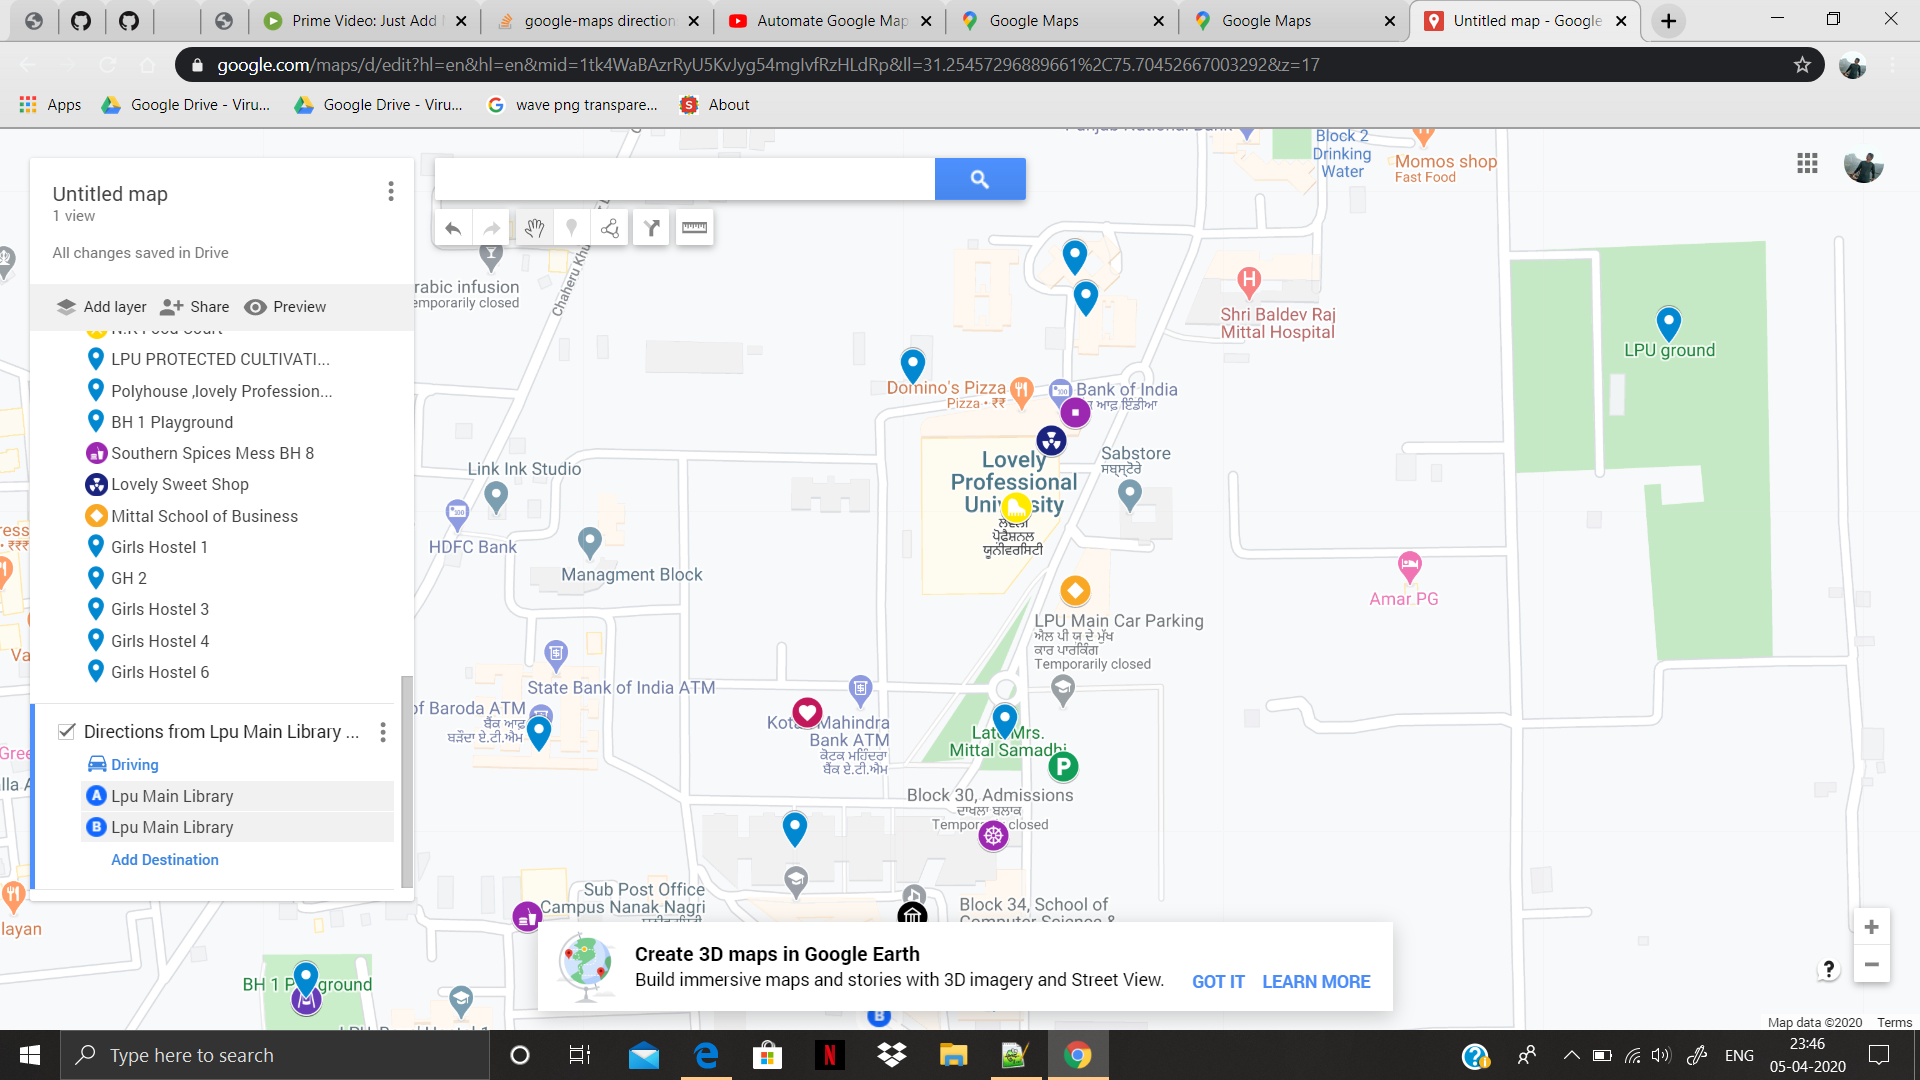 Prime Video: Just Add
google-maps direction
Automate Google Map
Google Maps
Google Maps
Untitled map - Google
google.com/maps/d/edit?hl=en&hl=en&mid=1tk4WaBAzrRyU5KvJyg54mgIvfRzHLdRp&ll=31.25457296889661%2C75.704526670032928&z=17
Apps
Google Drive - Viru...
Google Drive - Viru...
wave png transpare...
About
Untitled map
1 view
All changes saved in Drive
Add layer
Share
Preview
LPU PROTECTED CULTIVATI...
Polyhouse ,lovely Profession...
BH 1 Playground
Southern Spices Mess BH 8
Lovely Sweet Shop
Mittal School of Business
Girls Hostel 1
GH 2
Girls Hostel 3
Girls Hostel 4
Girls Hostel 6
Directions from Lpu Main Library ...
Driving
A Lpu Main Library
B Lpu Main Library
Add Destination
Block 2
Drinking
Water
Momos shop
Fast Food
rabic infusion
emporarily closed
Chaheru Khu
H
Shri Baldev Raj
Mittal Hospital
LPU ground
Domino's Pizza
Pizza • ₹₹
Bank of India
ਆਫ਼ ਇੰਡੀਆ
Link Ink Studio
Lovely
Professional
University
ਲਵਲੀ
ਪ੍ਰੋਫੈਸ਼ਨਲ
ਯੂਨੀਵਰਸਿਟੀ
Sabstore
ਸਬਸਟੋਰੇ
HDFC Bank
Managment Block
Amar PG
LPU Main Car Parking
ਐਲ ਪੀ ਯੂ ਦੇ ਮੁੱਖ
ਕਾਰ ਪਾਰਕਿੰਗ
Temporarily closed
State Bank of India ATM
of Baroda ATM
ਬੈਂਕ ਆਫ਼
ਬੜੌਦਾ ਏ.ਟੀ.ਐਮ
Kotak Mahindra
Bank ATM
ਕੋਟਕ ਮਹਿੰਦਰਾ
ਬੈਂਕ ਏ.ਟੀ.ਐਮ
Late Mrs.
Mittal Samadhi
P
Block 30, Admissions
ਦਾਖਲਾ ਬਲਾਕ
Temporarily closed
Sub Post Office
Campus Nanak Nagri
Block 34, School of
Computer Science &
layan
BH 1 Playground
Create 3D maps in Google Earth
Build immersive maps and stories with 3D imagery and Street View.
GOT IT
LEARN MORE
B
Map data ©2020
Terms
Type here to search
ENG
23:46
05-04-2020